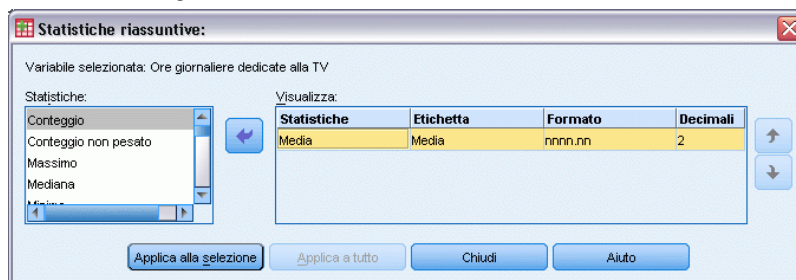 Statistiche riassuntive:
Variabile selezionata: Ore giornaliere dedicate alla TV
Statistiche:
Visualizza:
Conteggio
Conteggio non pesato
Massimo
Mediana
Minimo
Statistiche Etichetta Formato Decimali
Media Media nnnn.nn 2
Applica alla selezione Applica a tutto Chiudi Aiuto